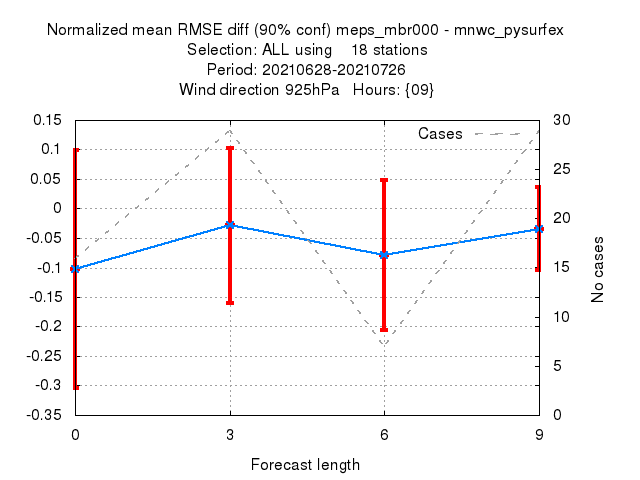 Normalized mean RMSE diff (90% conf) meps_mbr000 - mnwc_pysurfex
Selection: ALL using 18 stations
Period: 20210628-20210726
Wind direction 925hPa Hours: {09}
Cases
0.15
0.1
0.05
0
-0.05
-0.1
-0.15
-0.2
-0.25
-0.3
-0.35
30
25
20
15
10
5
0
No cases
0 3 6 9
Forecast length